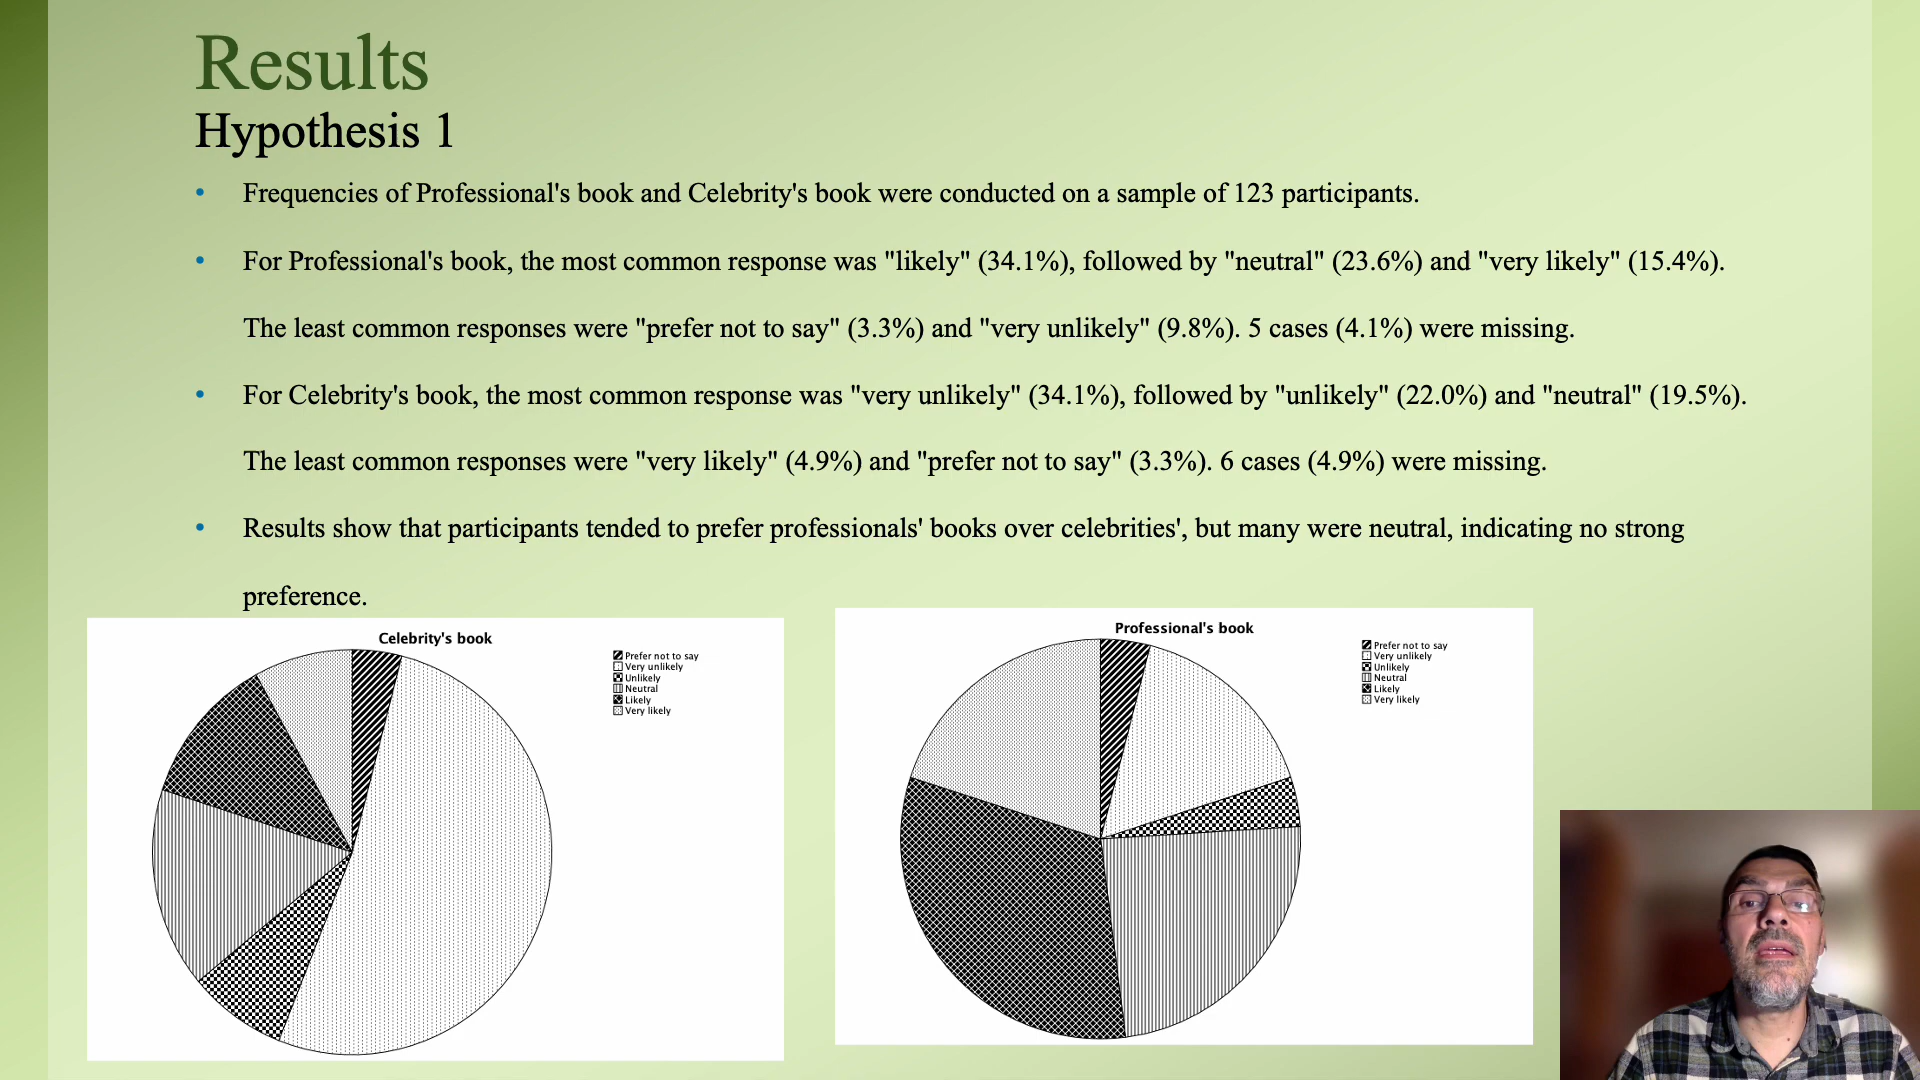 Results
Hypothesis 1
• Frequencies of Professional's book and Celebrity's book were conducted on a sample of 123 participants.
• For Professional's book, the most common response was "likely" (34.1%), followed by "neutral" (23.6%) and "very likely" (15.4%).
The least common responses were "prefer not to say" (3.3%) and "very unlikely" (9.8%). 5 cases (4.1%) were missing.
• For Celebrity's book, the most common response was "very unlikely" (34.1%), followed by "unlikely" (22.0%) and "neutral" (19.5%).
The least common responses were "very likely" (4.9%) and "prefer not to say" (3.3%). 6 cases (4.9%) were missing.
• Results show that participants tended to prefer professionals' books over celebrities', but many were neutral, indicating no strong
preference.
Celebrity's book
Prefer not to say
Very unlikely
Unlikely
Neutral
Likely
Very likely
Professional's book
Prefer not to say
Very unlikely
Unlikely
Neutral
Likely
Very likely